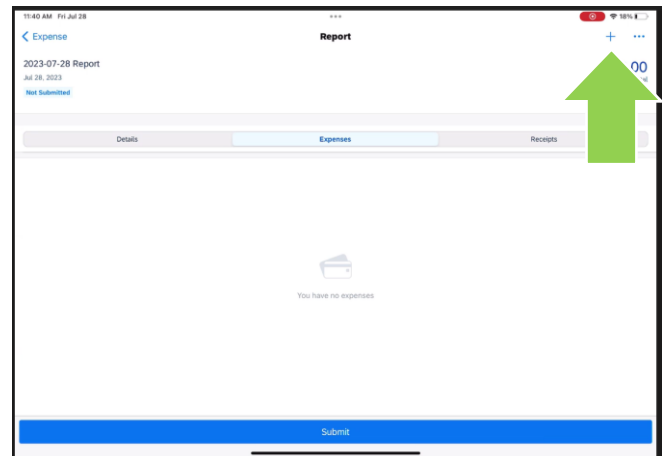 11:40 AM Fri Jul 28
18%
Expense
Report
2023-07-28 Report
Jul 28, 2023
Not Submitted
Details
Expenses
Receipts
You have no expenses
Submit